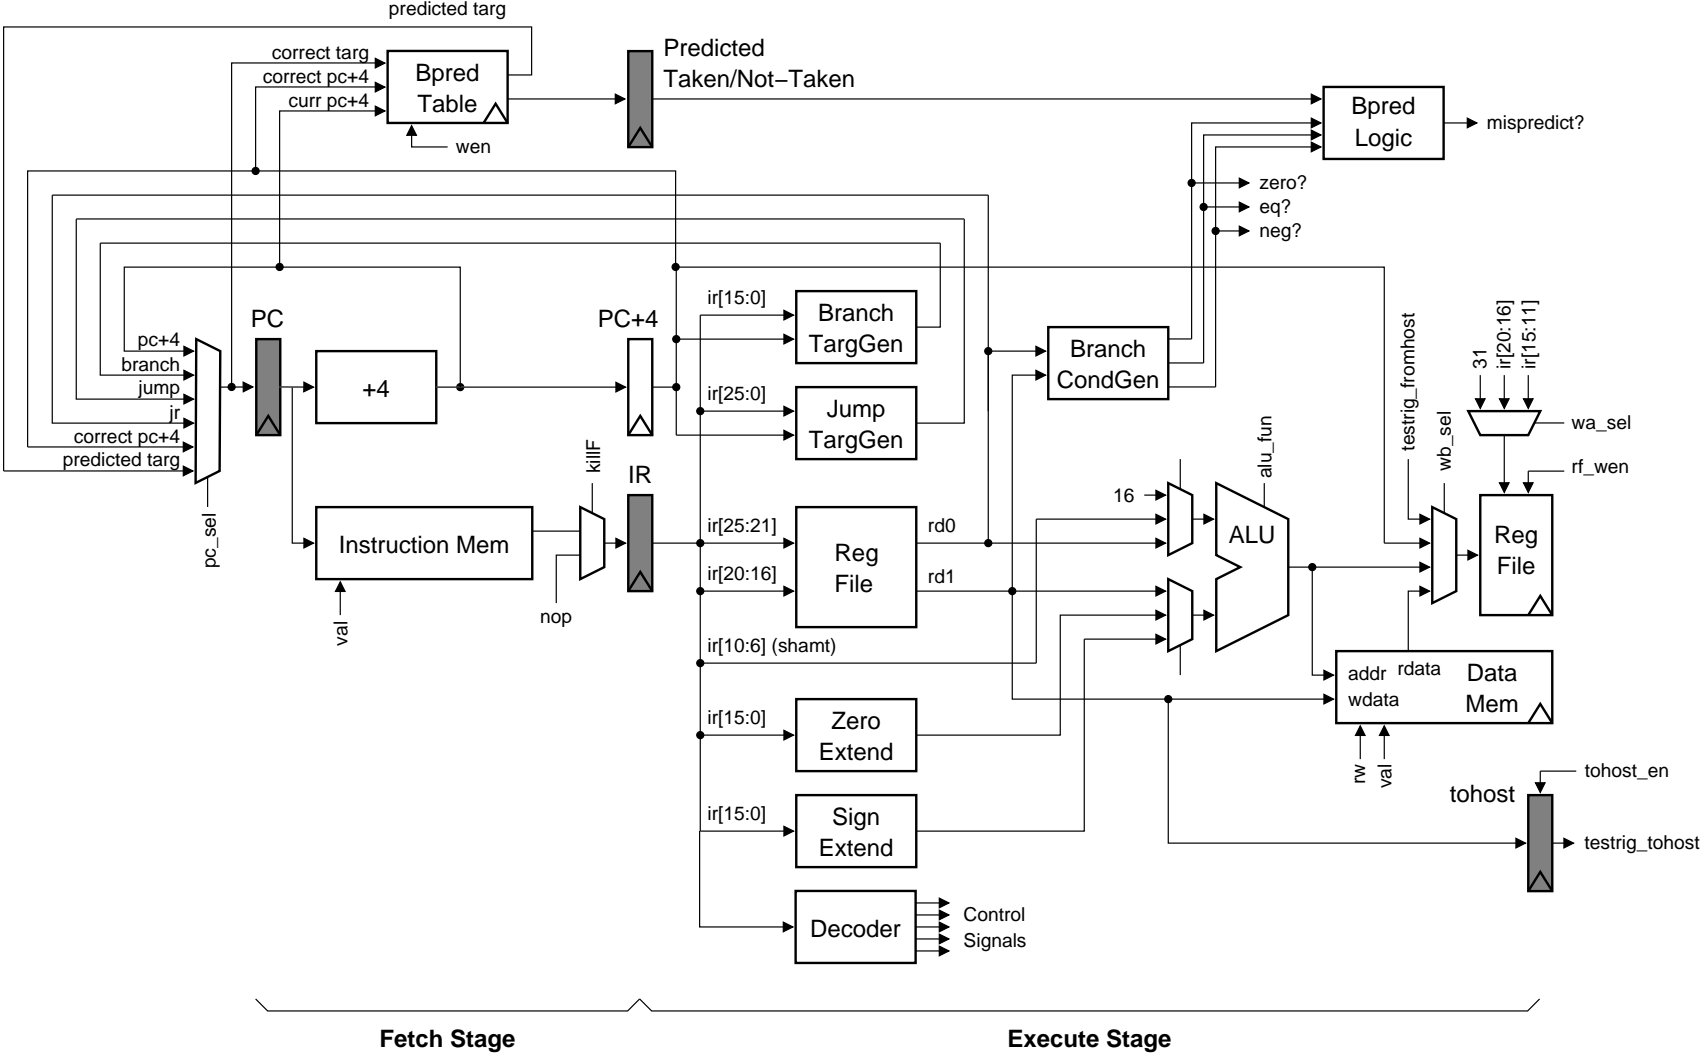 predicted targ
correct targ
correct pc+4
curr pc+4
Bpred
Table
wen
Predicted
Taken/Not–Taken
Bpred
Logic
mispredict?
zero?
eq?
neg?
pc+4
branch
jump
jr
correct pc+4
predicted targ
pc_sel
PC
+4
PC+4
ir[15:0]
Branch
TargGen
ir[25:0]
Jump
TargGen
Branch
CondGen
killF
IR
Instruction Mem
val
nop
ir[25:21]
ir[20:16]
Reg
File
rd0
rd1
ir[10:6] (shamt)
ir[15:0]
Zero
Extend
ir[15:0]
Sign
Extend
Decoder
Control
Signals
16
alu_fun
ALU
testrig_fromhost
wb_sel
31
ir[20:16]
ir[15:11]
wa_sel
rf_wen
Reg
File
addr
rdata
wdata
Data
Mem
rw
val
tohost
tohost_en
testrig_tohost
Fetch Stage
Execute Stage